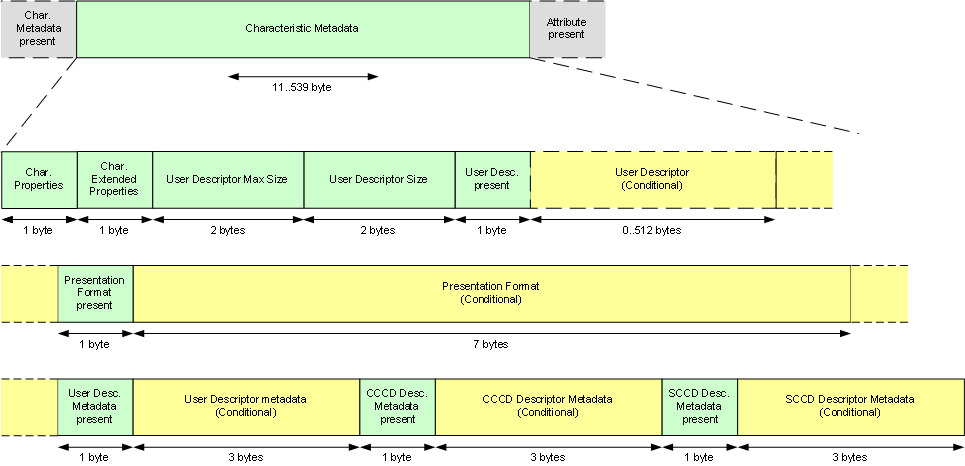 Char.
Metadata
present
Characteristic Metadata
Attribute
present
11..539 byte
Char.
Properties
Char.
Extended
Properties
User Descriptor Max Size
User Descriptor Size
User Desc.
present
User Descriptor
(Conditional)
1 byte
1 byte
2 bytes
2 bytes
1 byte
0..512 bytes
Presentation
Format
present
Presentation Format
(Conditional)
1 byte
7 bytes
User Desc.
Metadata
present
User Descriptor metadata
(Conditional)
CCCD Desc.
Metadata
present
CCCD Descriptor Metadata
(Conditional)
SCCD Desc.
Metadata
present
SCCD Descriptor Metadata
(Conditional)
1 byte
3 bytes
1 byte
3 bytes
1 byte
3 bytes